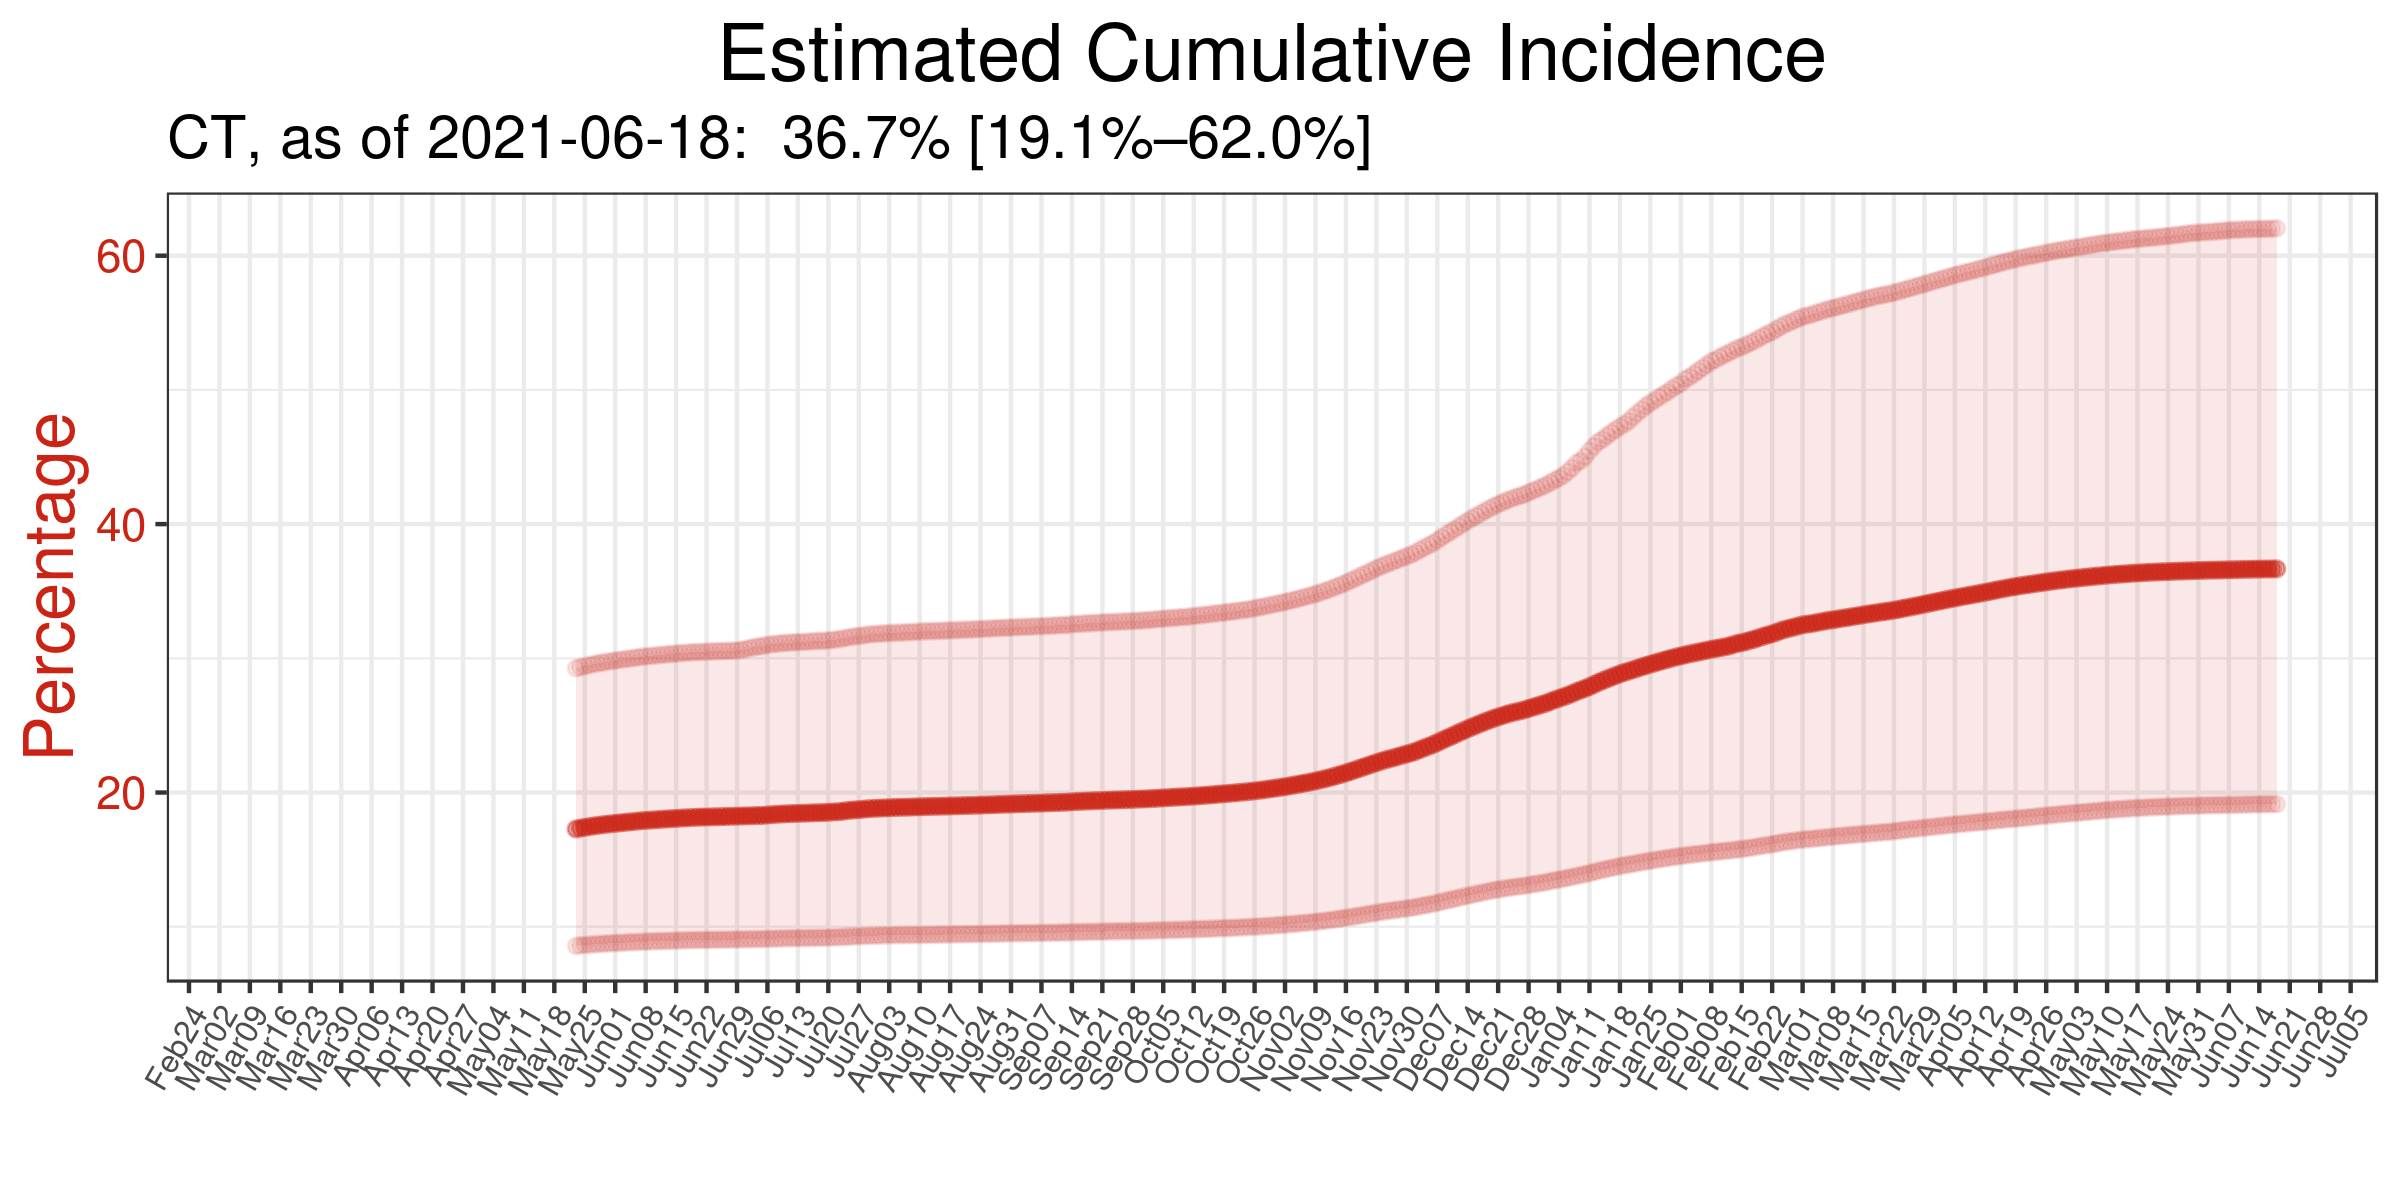 Estimated Cumulative Incidence
CT, as of 2021-06-18:  36.7% [19.1%–62.0%]
Percentage
60
40
20
Feb24
Mar02
Mar09
Mar16
Mar23
Mar30
Apr06
Apr13
Apr20
Apr27
May04
May11
May18
May25
Jun01
Jun08
Jun15
Jun22
Jun29
Jul06
Jul13
Jul20
Jul27
Aug03
Aug10
Aug17
Aug24
Aug31
Sep07
Sep14
Sep21
Sep28
Oct05
Oct12
Oct19
Oct26
Nov02
Nov09
Nov16
Nov23
Nov30
Dec07
Dec14
Dec21
Dec28
Jan04
Jan11
Jan18
Jan25
Feb01
Feb08
Feb15
Feb22
Mar01
Mar08
Mar15
Mar22
Mar29
Apr05
Apr12
Apr19
Apr26
May03
May10
May17
May24
May31
Jun07
Jun14
Jun21
Jun28
Jul05